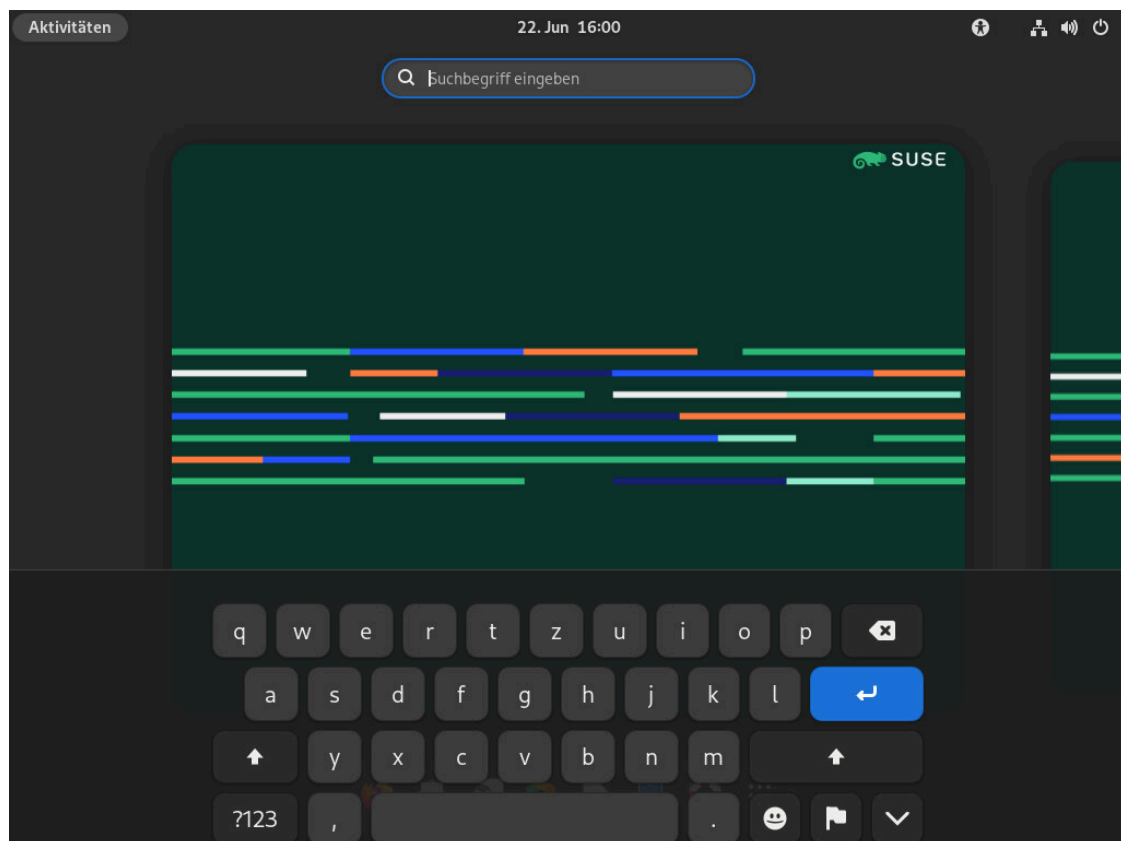 Aktivitäten 22. Jun 16:00
Suchbegriff eingeben
SUSE
q w e r t z u i o p
a s d f g h j k l
y x c v b n m
?123 , .